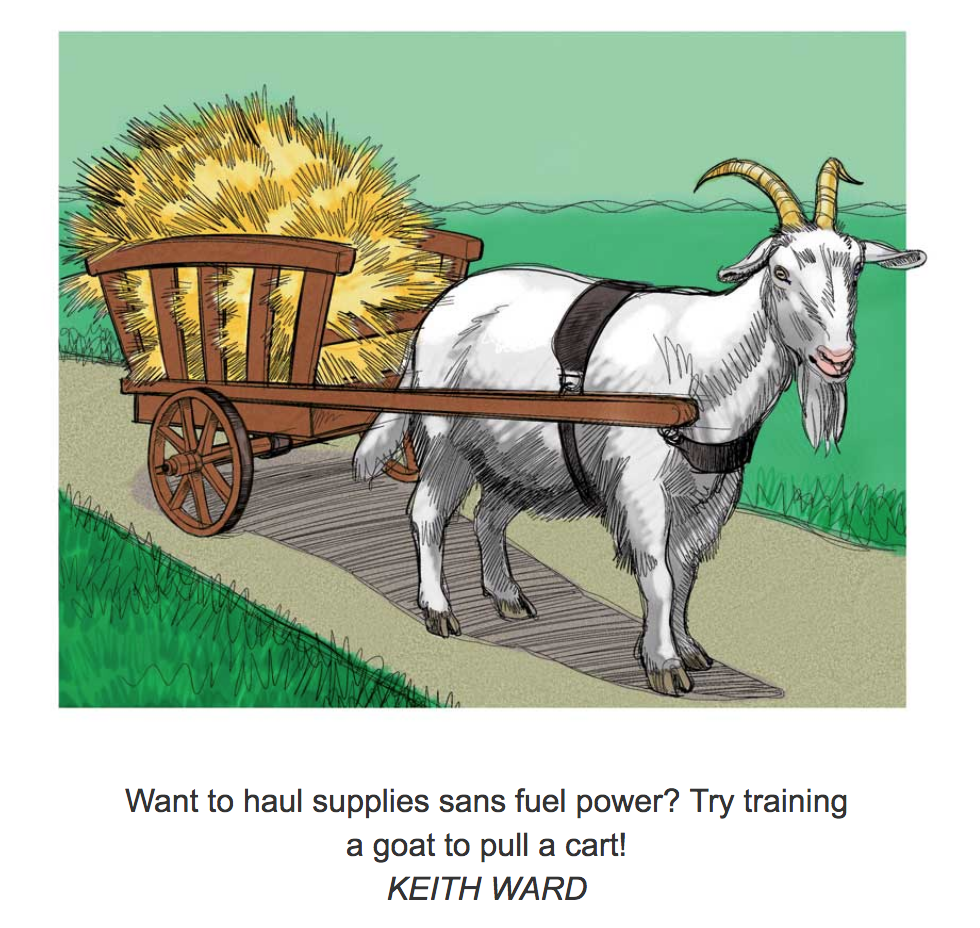 Want to haul supplies sans fuel power? Try training
a goat to pull a cart!
KEITH WARD